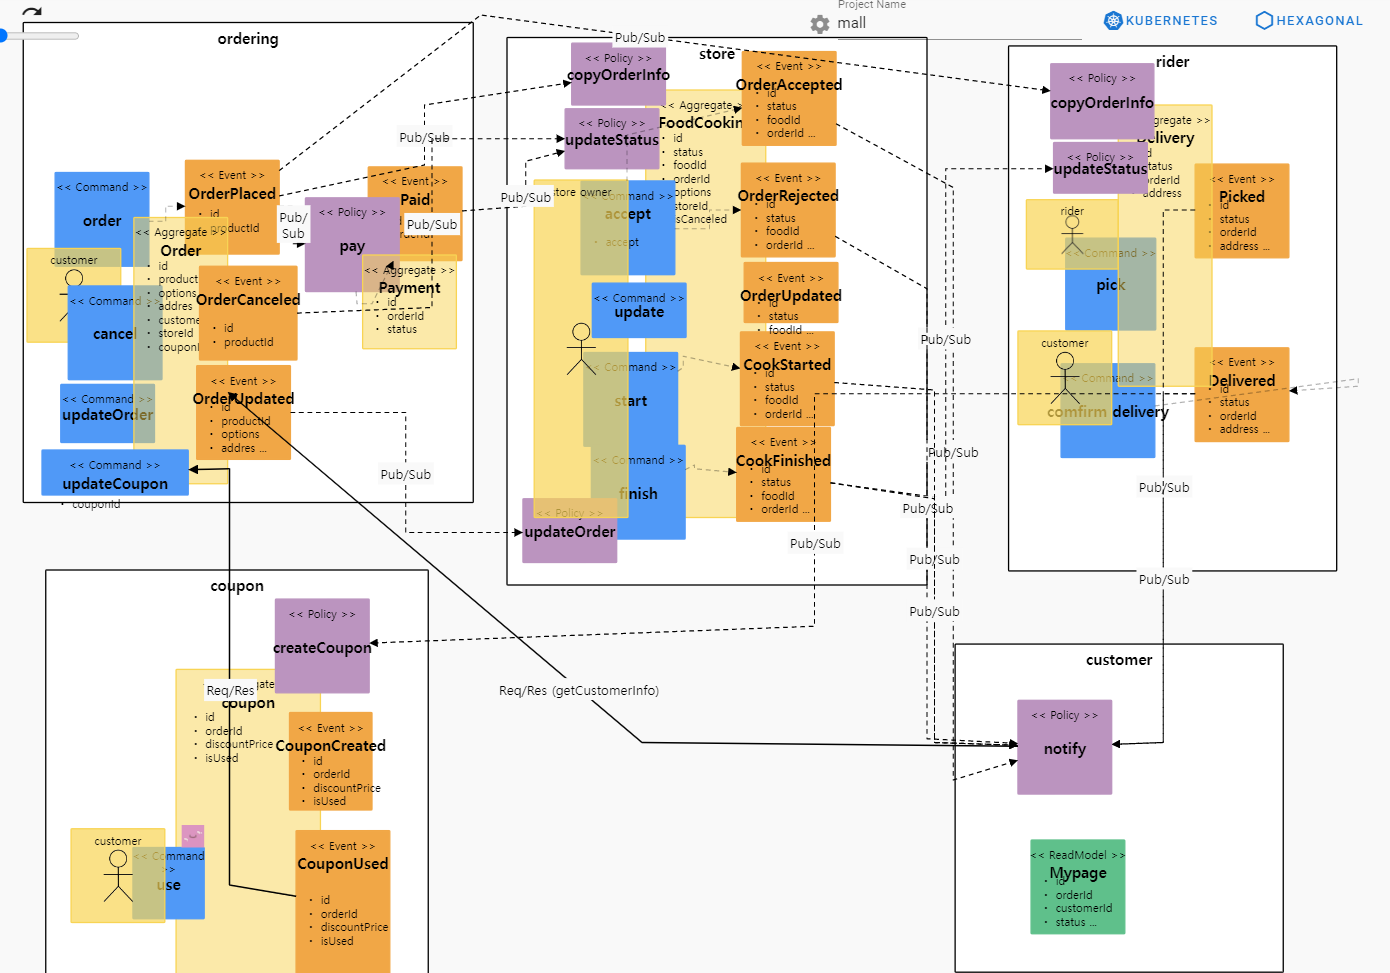 Project Name
mall
KUBERNETES
HEXAGONAL
ordering
<< Command >>
order
customer
<< Command
cancel
<< Command >>
updateOrder
<< Command >>
updateCoupon
couponId
<< Event >>
OrderPlaced
id
productId
<< Aggregate >>
Order
id
product
options
addres
custome
storeId
coupon
<< Event >>
OrderCanceled
id
productId
<< Event >>
OrderUpdated
id
productId
options
addres ...
Pub/
Sub
<< Policy >>
pay
<< Event >>
Paid
Pub/Sub
<< Aggregate >>
Payment
id
orderId
status
Pub/Sub
Pub/Sub
Pub/Sub
Pub/Sub
store
<< Policy >>
copyOrderInfo
<< Policy >>
updateStatus
<< Aggregate >
FoodCookin
id
status
foodId
orderId
options
storeId
isCanceled
store owner
Command >>
accept
accept
<< Command >>
update
Command >>
start
Command >>
finish
<< Policy >>
updateOrder
<< Event >>
OrderAccepted
id
status
foodId
orderId ...
<< Event >>
OrderRejected
id
status
foodId
orderId ...
<< Event >>
OrderUpdated
id
status
foodId ...
<< Event >>
CookStarted
id
status
foodId
orderId ...
<< Event >>
CookFinished
id
status
foodId
orderId ...
Pub/Sub
Pub/Sub
Pub/Sub
Pub/Sub
Pub/Sub
Pub/Sub
rider
<< Policy >>
copyOrderInfo
<< Policy >>
updateStatus
ggregate >>
Delivery
id
status
orderId
address
rider
<< Command >>
pick
customer
<< Command >>
comfirm delivery
<< Event >>
Picked
id
status
orderId
address ...
<< Event >>
Delivered
id
status
orderId
address ...
Pub/Sub
Pub/Sub
coupon
<< Policy >>
createCoupon
Req/Res
gate
coupon
id
orderId
discountPrice
isUsed
<< Event >>
CouponCreated
id
orderId
discountPrice
isUsed
customer
<< Command
>>
use
<< Event >>
CouponUsed
id
orderId
discountPrice
isUsed
Req/Res (getCustomerInfo)
customer
<< Policy >>
notify
<< ReadModel >>
Mypage
id
orderId
customerId
status ...